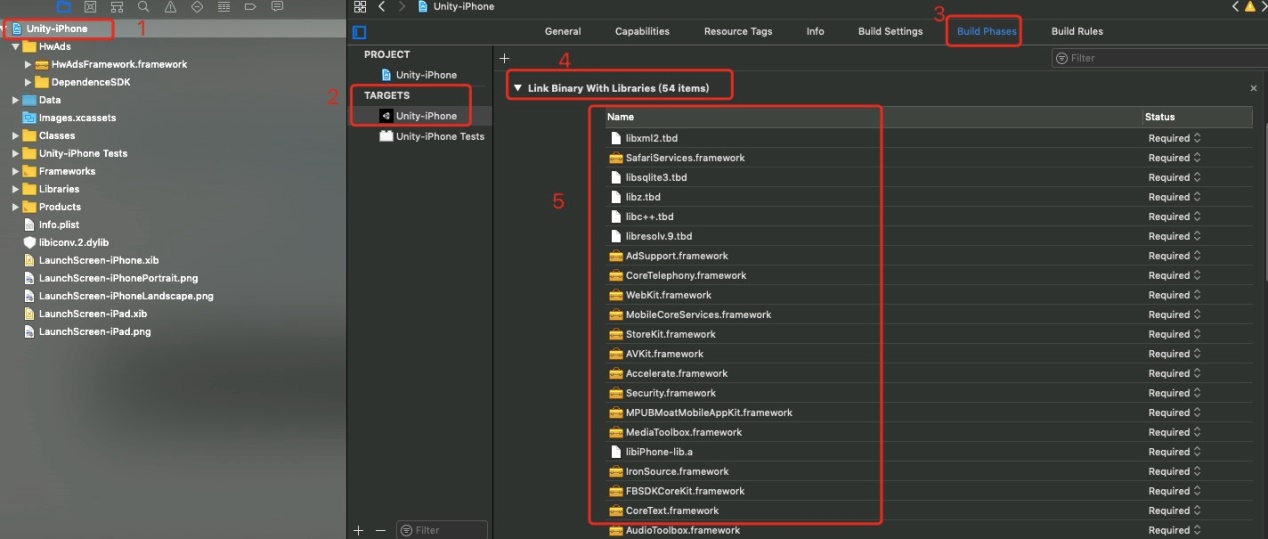 Unity-iPhone
1
Unity-iPhone
HwAds
HwAdsFramework.framework
DependenceSDK
Data
Images.xcassets
Classes
Unity-iPhone Tests
Frameworks
Libraries
Products
Info.plist
libiconv.2.dylib
LaunchScreen-iPhone.xib
LaunchScreen-iPhonePortrait.png
LaunchScreen-iPhoneLandscape.png
LaunchScreen-iPad.xib
LaunchScreen-iPad.png
3
General Capabilities Resource Tags Info Build Settings Build Phases Build Rules
PROJECT
Unity-iPhone
2
TARGETS
Unity-iPhone
Unity-iPhone Tests
Filter
Filter
4
Link Binary With Libraries (54 items)
5
Name Status
libxml2.tbd Required
SafariServices.framework Required
libsqlite3.tbd Required
libz.tbd Required
libc++.tbd Required
libresolv.9.tbd Required
AdSupport.framework Required
CoreTelephony.framework Required
WebKit.framework Required
MobileCoreServices.framework Required
StoreKit.framework Required
AVKit.framework Required
Accelerate.framework Required
Security.framework Required
MPUBMoatMobileAppKit.framework Required
MediaToolbox.framework Required
libiPhone-lib.a Required
IronSource.framework Required
FBSDKCoreKit.framework Required
CoreText.framework Required
AudioToolbox.framework Required